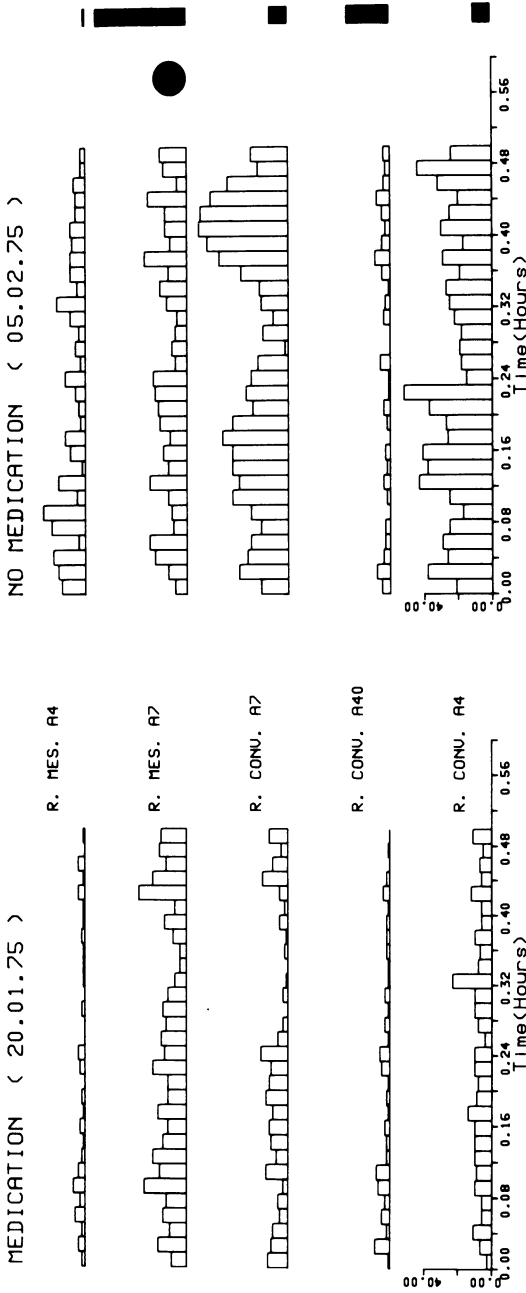 MEDICATION ( 20.01.75 )
NO MEDICATION ( 05.02.75 )
R. MES. A4
R. MES. A7
R. CONV. A7
R. CONV. A40
R. CONV. A4
40.00
0.00
0.00 0.08 0.16 0.24 0.32 0.40 0.48 0.56
Time(Hours)
40.00
0.00
0.00 0.08 0.16 0.24 0.32 0.40 0.48 0.56
Time(Hours)